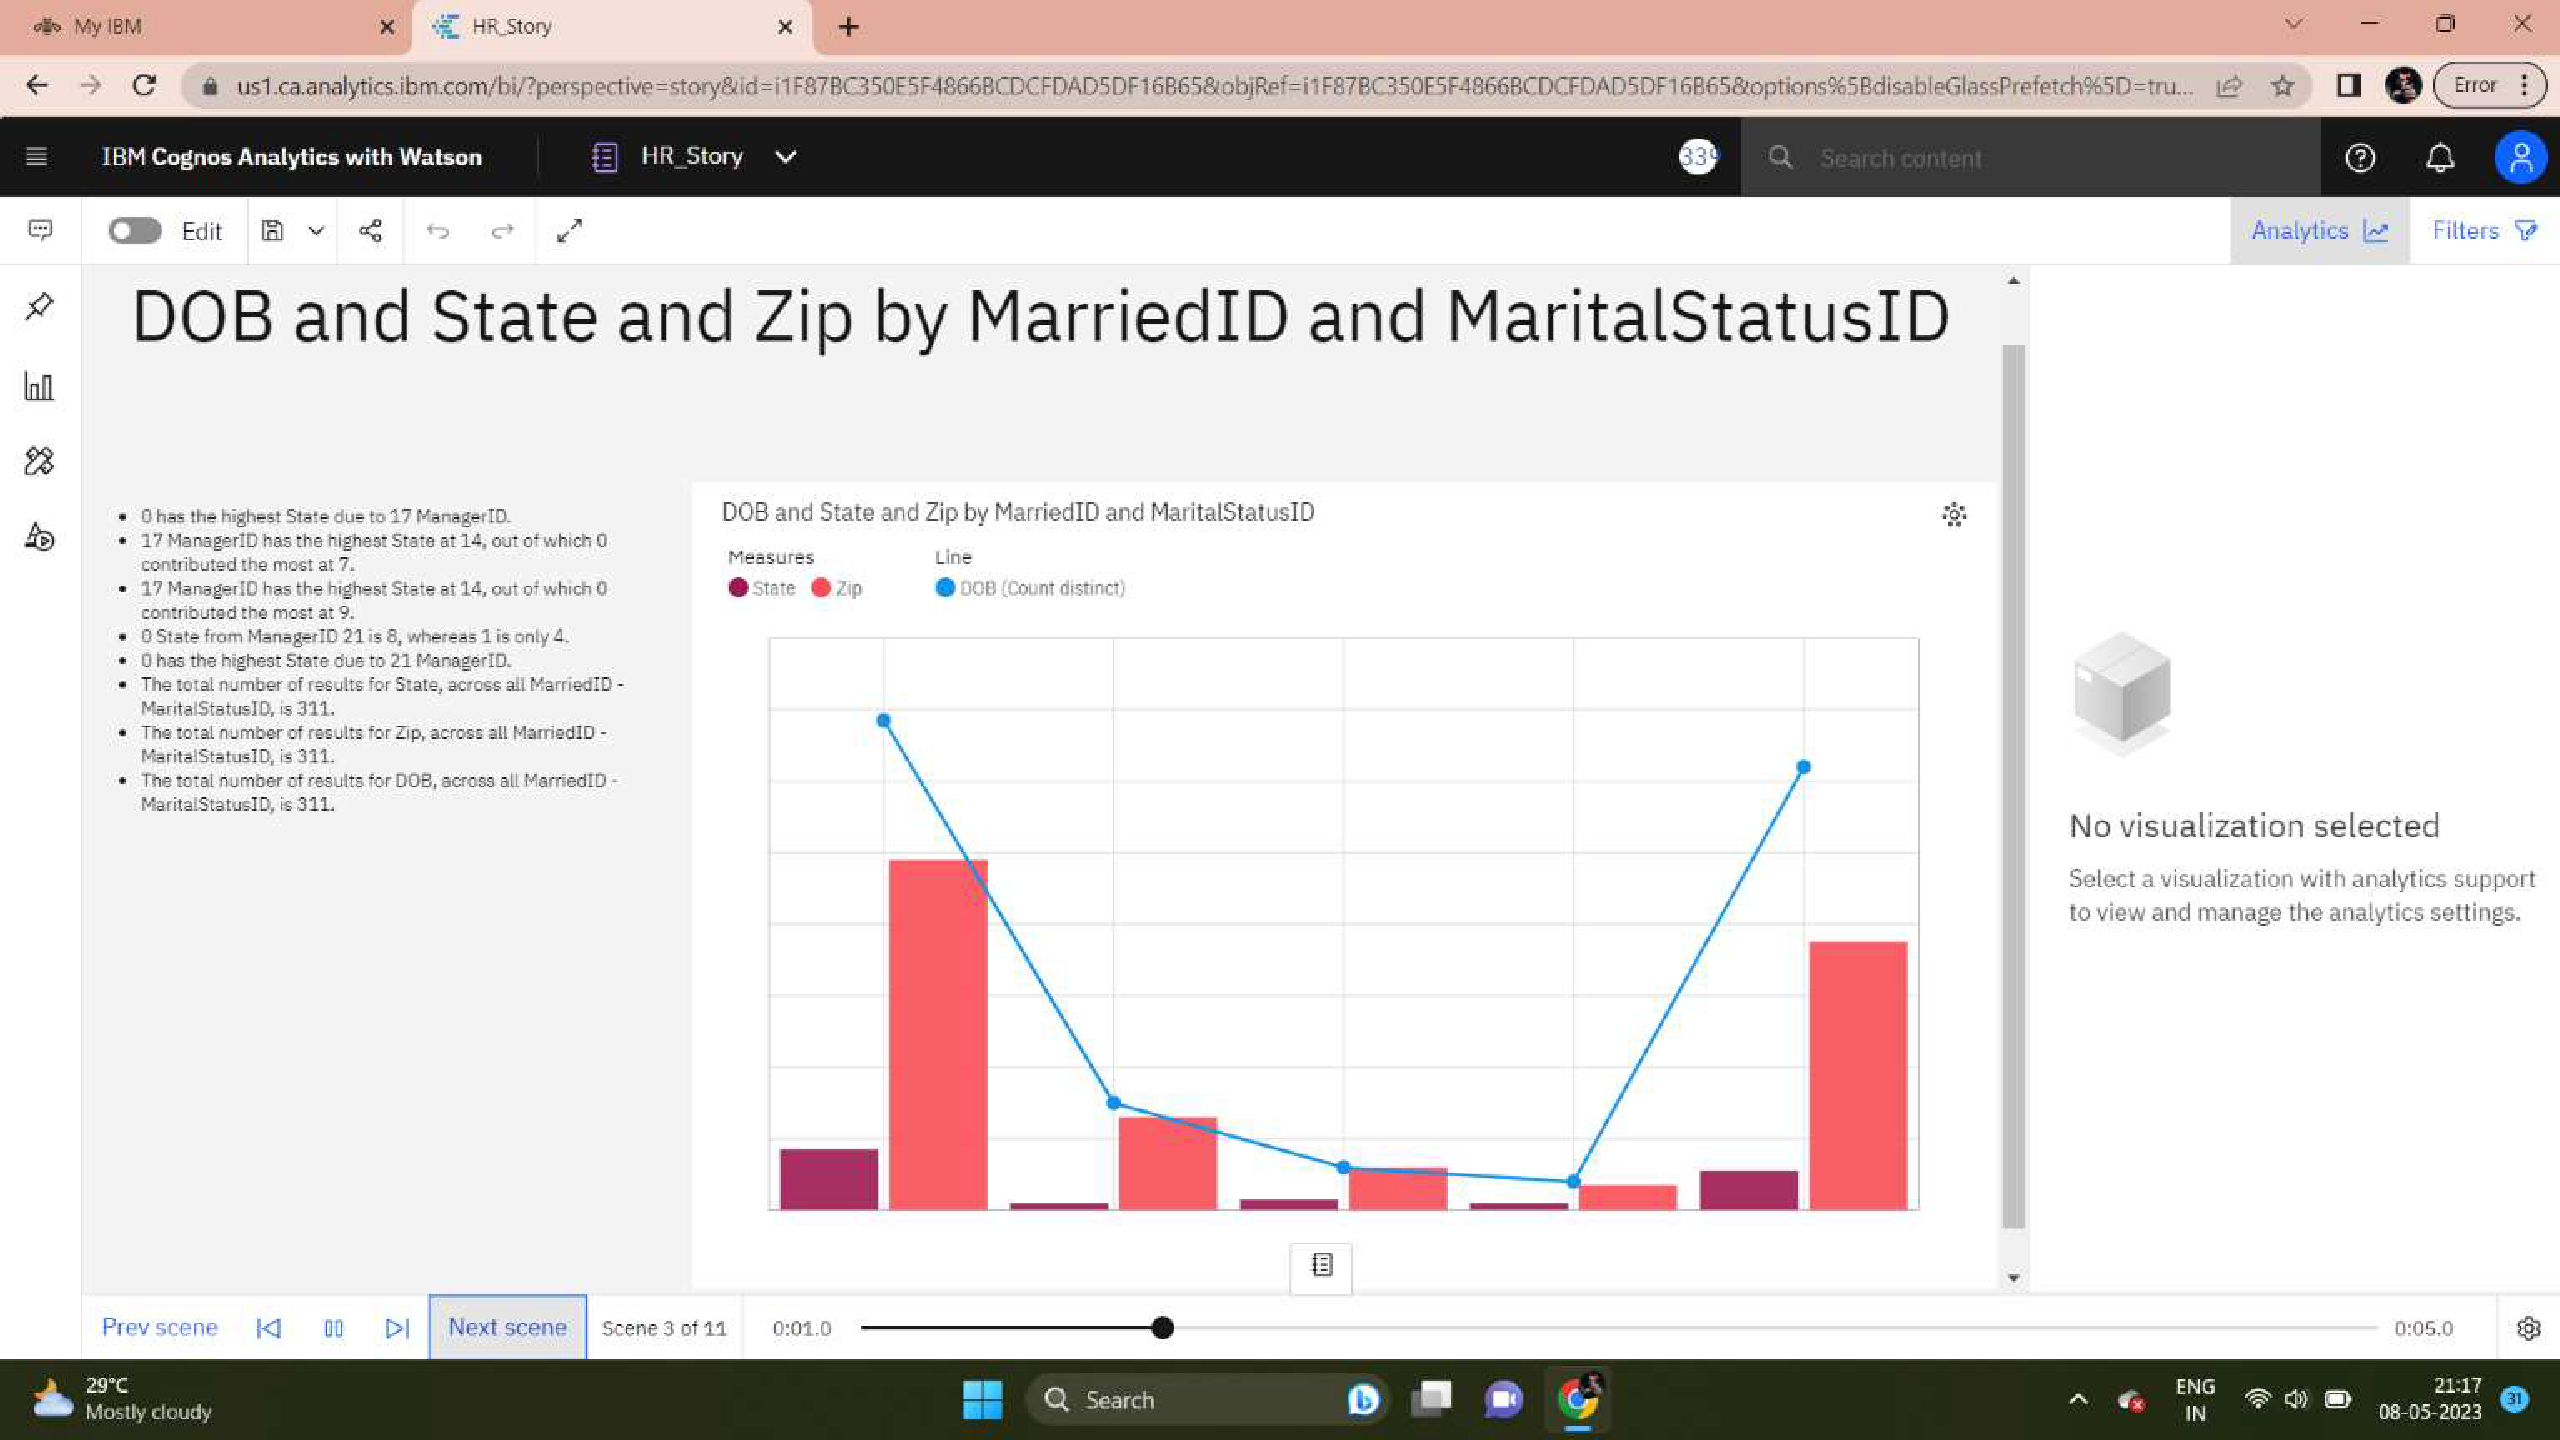 My IBM
HR_Story
us1.ca.analytics.ibm.com/bi/?perspective=story&id=i1F87BC350E5F4866BCDCFDAD5DF16B65&objRef=i1F87BC350E5F4866BCDCFDAD5DF16B65&options%5BdisableGlassPrefetch%5D=tru...
Error
IBM Cognos Analytics with Watson
HR_Story
339
Search content
Edit
Analytics
Filters
DOB and State and Zip by MarriedID and MaritalStatusID
• 0 has the highest State due to 17 ManagerID.
• 17 ManagerID has the highest State at 14, out of which 0
contributed the most at 7.
• 17 ManagerID has the highest State at 14, out of which 0
contributed the most at 9.
• 0 State from ManagerID 21 is 8, whereas 1 is only 4.
• 0 has the highest State due to 21 ManagerID.
• The total number of results for State, across all MarriedID -
MaritalStatusID, is 311.
• The total number of results for Zip, across all MarriedID -
MaritalStatusID, is 311.
• The total number of results for DOB, across all MarriedID -
MaritalStatusID, is 311.
DOB and State and Zip by MarriedID and MaritalStatusID
Measures
Line
State
Zip
DOB (Count distinct)
No visualization selected
Select a visualization with analytics support
to view and manage the analytics settings.
Prev scene
Next scene
Scene 3 of 11
0:01.0
0:05.0
29°C
Mostly cloudy
Search
ENG
IN
21:17
08-05-2023
31